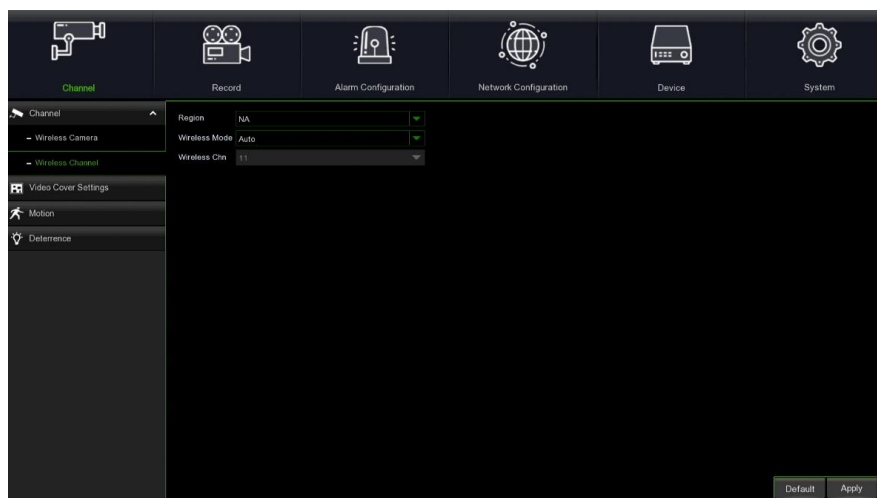 Channel
Record
Alarm Configuration
Network Configuration
Device
System
Channel
– Wireless Camera
– Wireless Channel
Video Cover Settings
Motion
Deterrence
Region NA
Wireless Mode Auto
Wireless Chn 11
Default
Apply